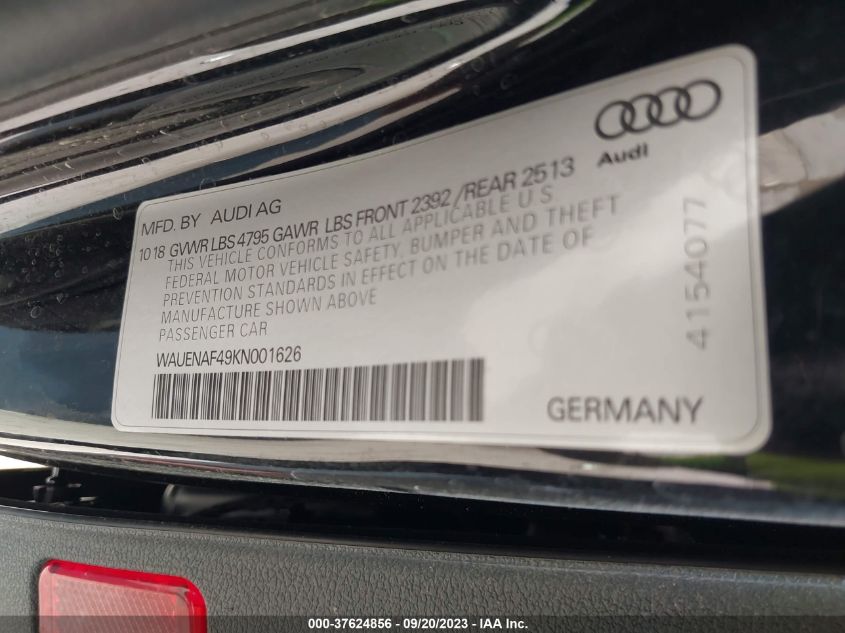 Audi
MFD. BY AUDI AG
10 18 GVWR LBS 4795 GAWR LBS FRONT 2392 /REAR 2513
THIS VEHICLE CONFORMS TO ALL APPLICABLE U.S
FEDERAL MOTOR VEHICLE SAFETY, BUMPER AND THEFT
PREVENTION STANDARDS IN EFFECT ON THE DATE OF
MANUFACTURE SHOWN ABOVE
PASSENGER CAR
WAUENAF49KN001626
GERMANY
4154077
000-37624856 - 09/20/2023 - IAA Inc.